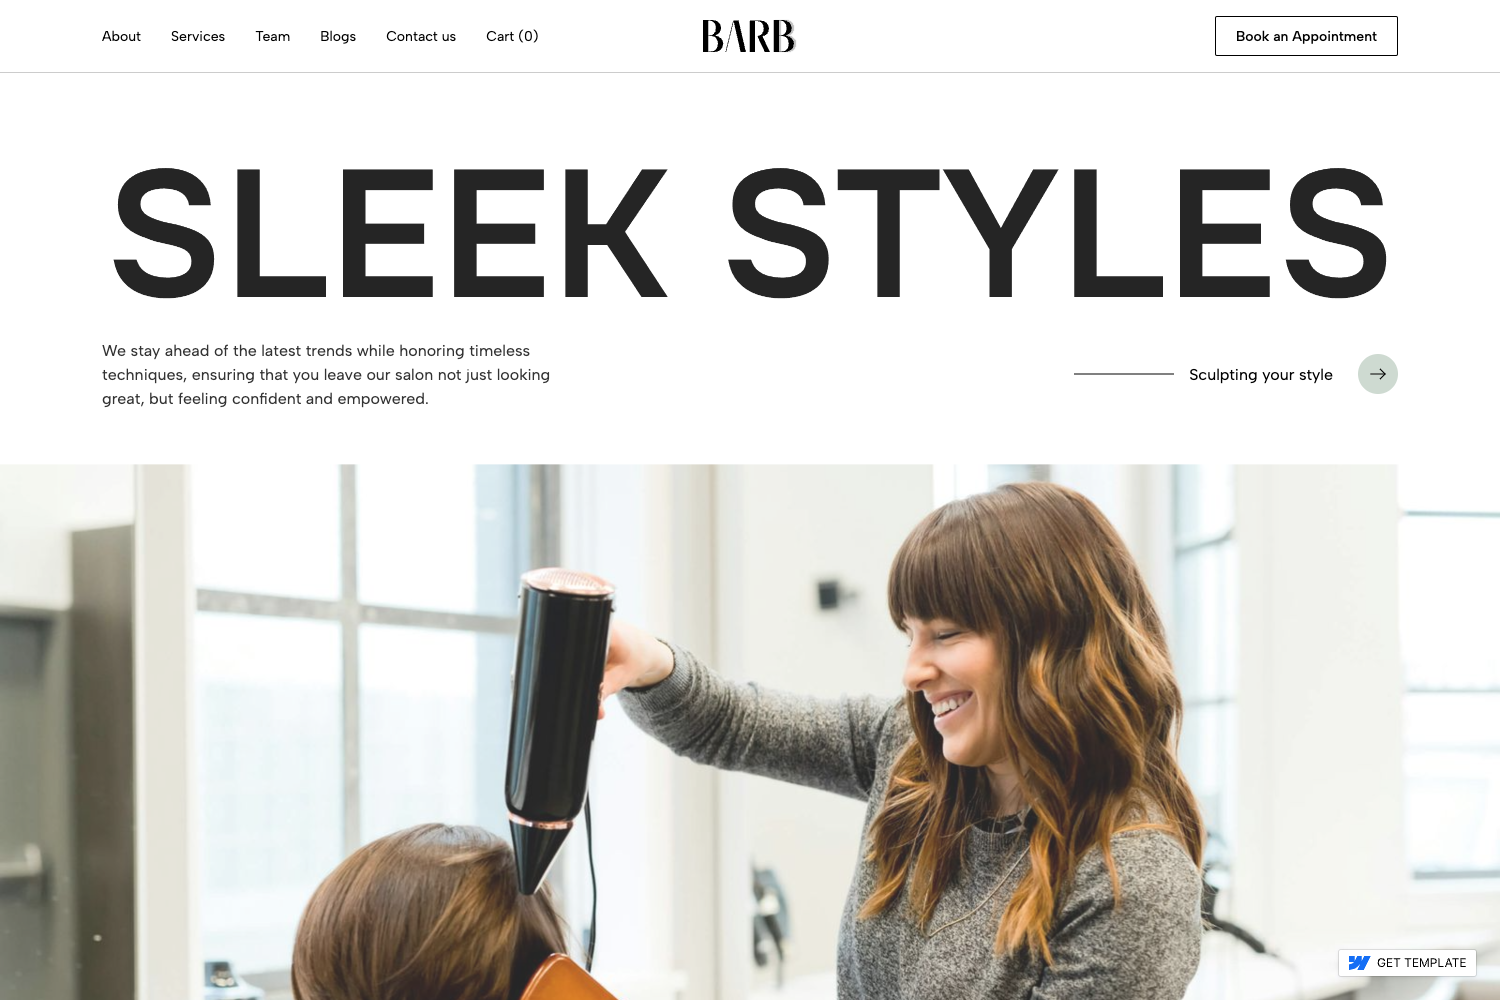 About Services Team Blogs Contact us Cart (0)
BARB
Book an Appointment
SLEEK STYLES
We stay ahead of the latest trends while honoring timeless
techniques, ensuring that you leave our salon not just looking
great, but feeling confident and empowered.
Sculpting your style
GET TEMPLATE